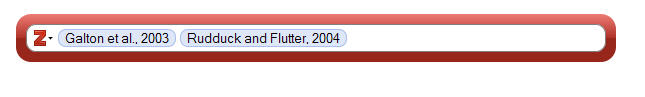 Z Galton et al., 2003 Rudduck and Flutter, 2004